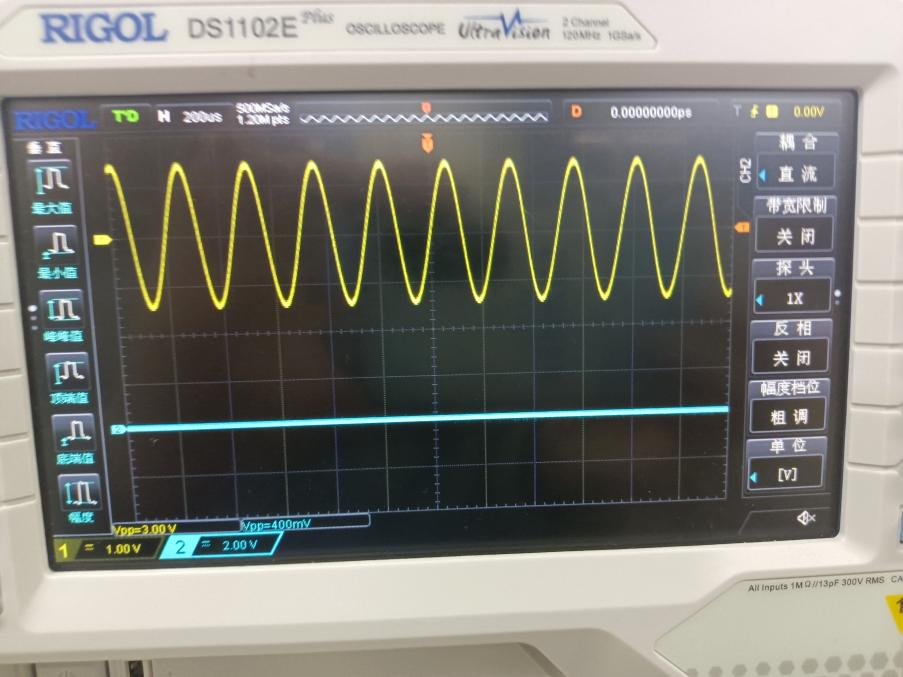 RIGOL DS1102E Plus OSCILLOSCOPE UltraVision 2 Channel
120MHz 1GSa/s
RIGOL T'D H 200us 500MSa/s
1.20M pts
D 0.00000000ps T 1 0.00V
垂直
最大值
最小值
峰峰值
顶端值
底端值
幅度
CH2
耦合
直流
带宽限制
关闭
探头
1X
反相
关闭
幅度档位
粗调
单位
[V]
T
T
2
Vpp=3.00 V Vpp=400mV
1 = 1.00 V 2 = 2.00 V
All Inputs 1MΩ//13pF 300V RMS CA